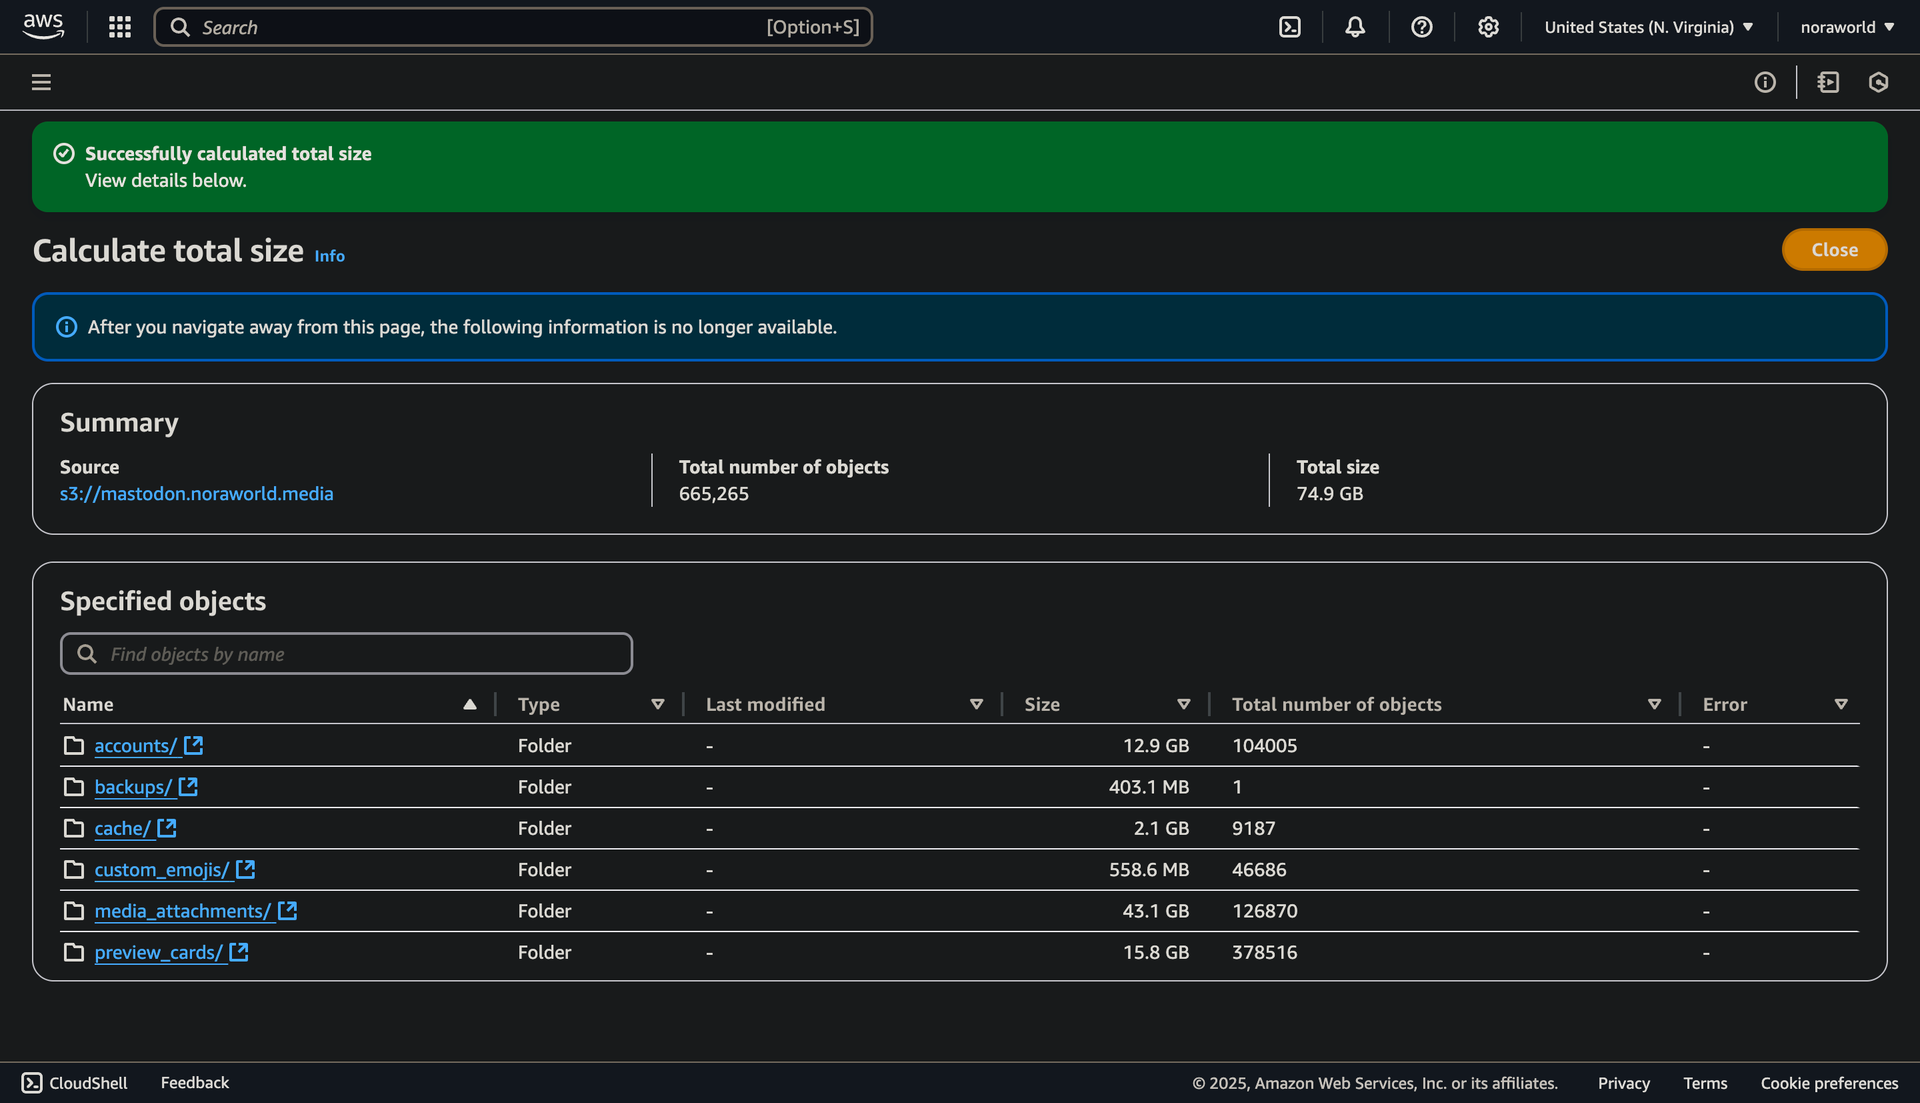 aws
Search [Option+S]
United States (N. Virginia)
noraworld
Successfully calculated total size
View details below.
Calculate total size Info
Close
After you navigate away from this page, the following information is no longer available.
Summary
Source
s3://mastodon.noraworld.media
Total number of objects
665,265
Total size
74.9 GB
Specified objects
Find objects by name
Name Type Last modified Size Total number of objects Error
accounts/ Folder - 12.9 GB 104005 -
backups/ Folder - 403.1 MB 1 -
cache/ Folder - 2.1 GB 9187 -
custom_emojis/ Folder - 558.6 MB 46686 -
media_attachments/ Folder - 43.1 GB 126870 -
preview_cards/ Folder - 15.8 GB 378516 -
CloudShell Feedback © 2025, Amazon Web Services, Inc. or its affiliates. Privacy Terms Cookie preferences